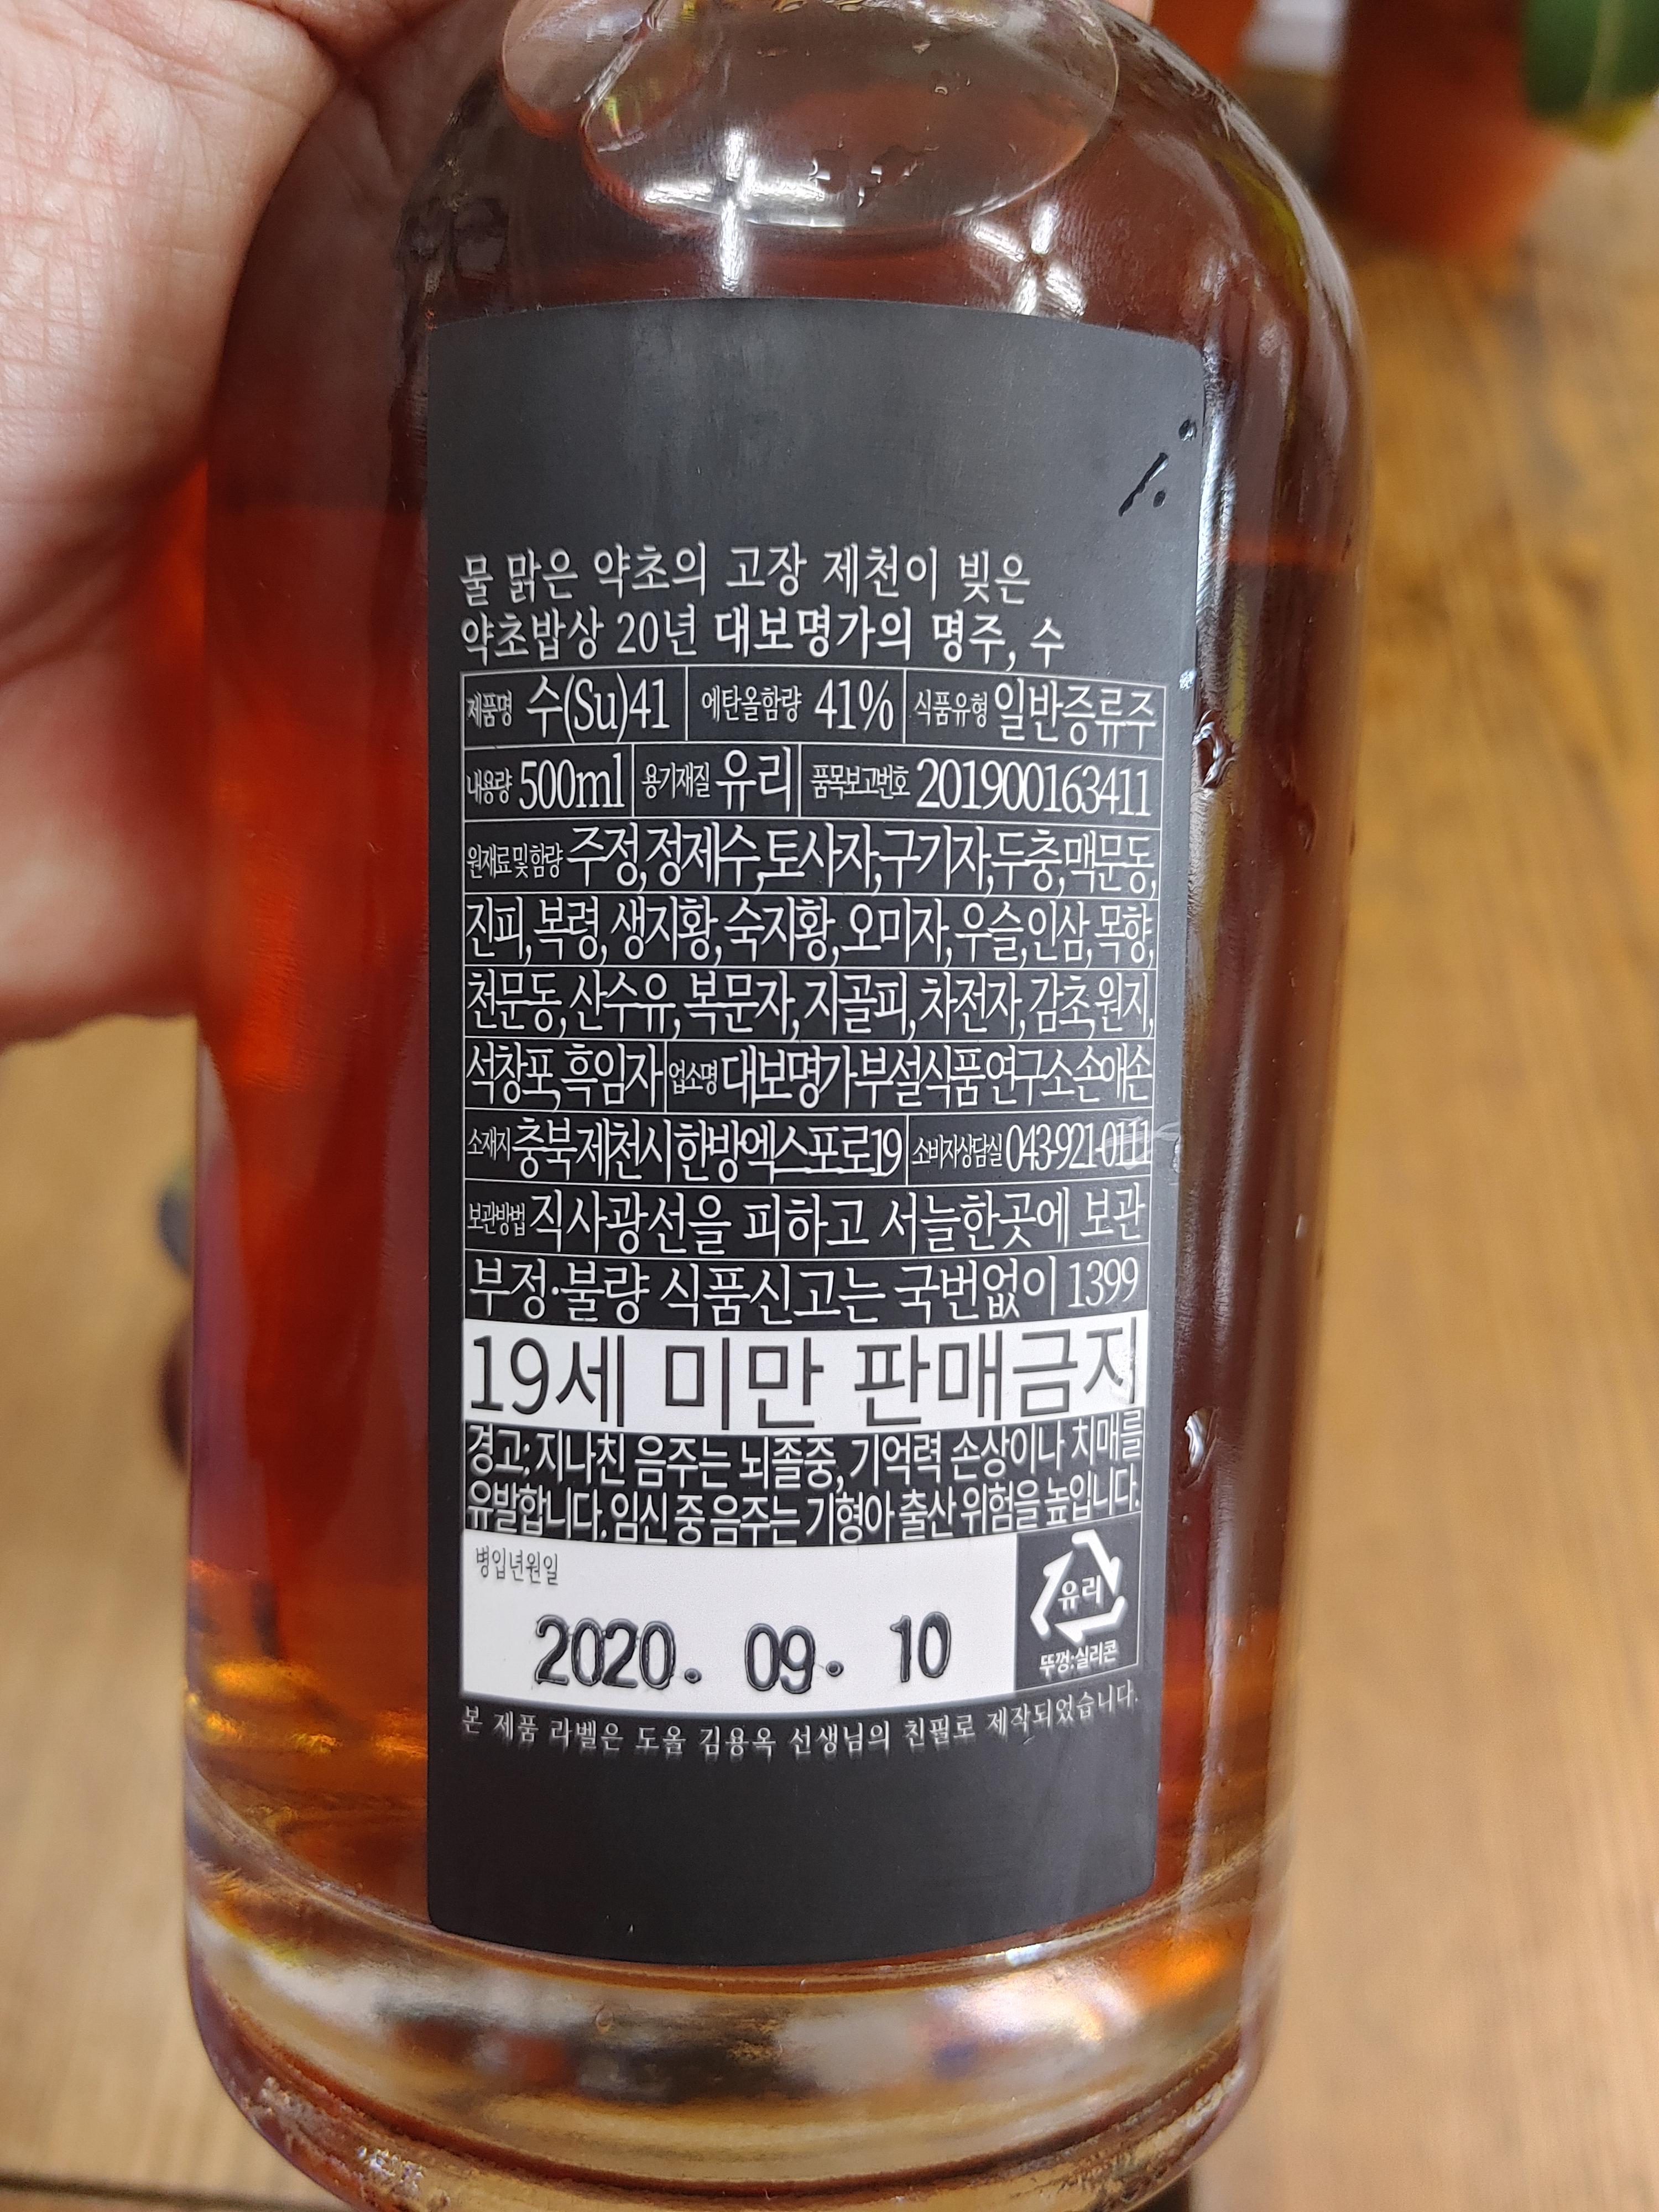 물 맑은 약초의 고장 제천이 빚은
약초밥상 20년 대보명가의 명주, 수
제품명 수(Su)41 에탄올함량 41% 식품유형 일반증류주
내용량 500ml 용기재질 유리 품목보고번호 201900163411
원재료및함량 주정,정제수,토사자,구기자,두충,맥문동,
진피,복령,생지황,숙지황,오미자,우슬,인삼,목향,
천문동,산수유,복문자,지골피,차전자,감초,원지,
석창포,흑임자 업소명 대보명가부설식품연구소손애손
소재지 충북제천시한방엑스포로19 소비자상담실 043-921-0111
보관방법 직사광선을 피하고 서늘한곳에 보관
부정·불량 식품신고는 국번없이 1399
19세 미만 판매금지
경고: 지나친 음주는 뇌졸중, 기억력 손상이나 치매를
유발합니다. 임신 중 음주는 기형아 출산 위험을 높입니다.
병입년원일
2020. 09. 10
유리
뚜껑:실리콘
본 제품 라벨은 도올 김용옥 선생님의 친필로 제작되었습니다.